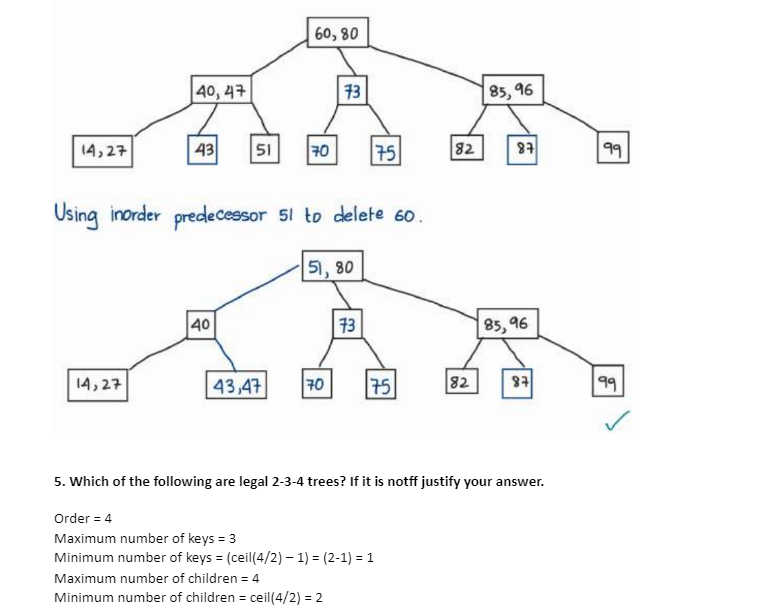 60, 80
40, 47 73 85, 96
14, 27 43 51 70 75 82 87 99
Using inorder predecessor 51 to delete 60.
51, 80
40 73 85, 96
14, 27 43,47 70 75 82 87 99
5. Which of the following are legal 2-3-4 trees? If it is notff justify your answer.
Order = 4
Maximum number of keys = 3
Minimum number of keys = (ceil(4/2) – 1) = (2-1) = 1
Maximum number of children = 4
Minimum number of children = ceil(4/2) = 2